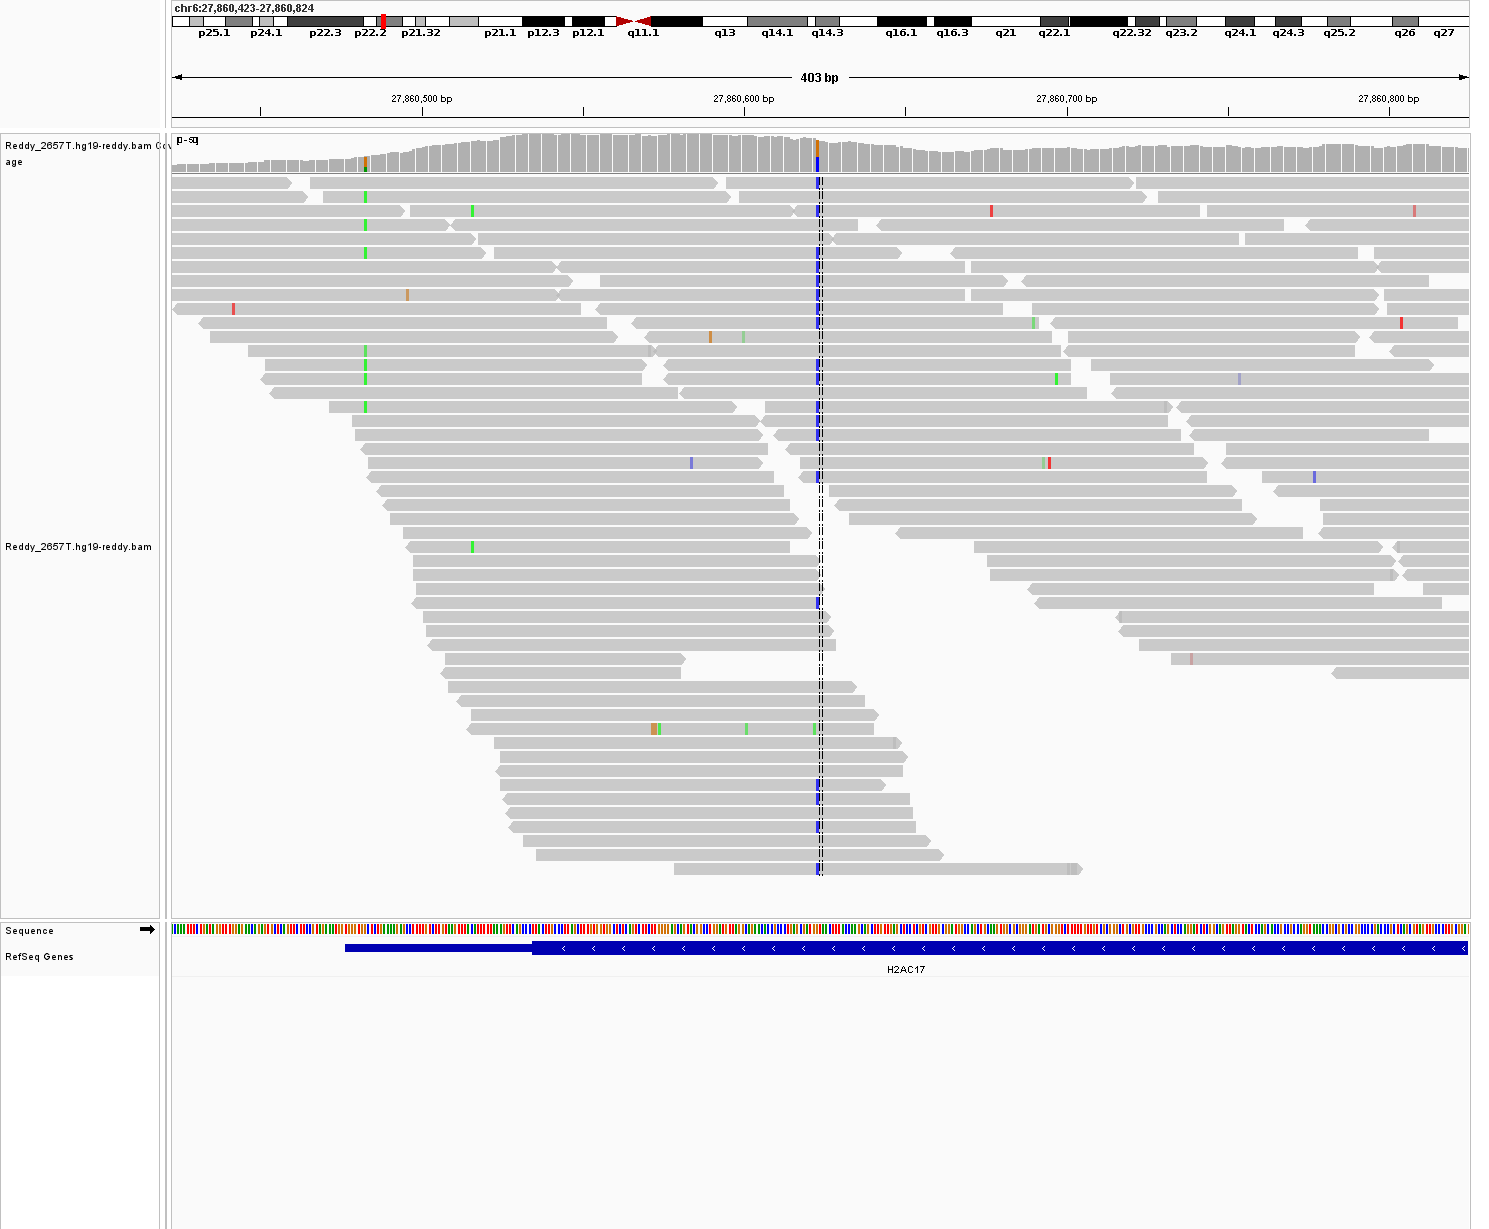 chr6:27,860,423-27,860,824
p25.1 p24.1 p22.3 p22.2 p21.32 p21.1 p12.3 p12.1 q11.1 q13 q14.1 q14.3 q16.1 q16.3 q21 q22.1 q22.32 q23.2 q24.1 q24.3 q25.2 q26 q27
403 bp
27,860,500 bp 27,860,600 bp 27,860,700 bp 27,860,800 bp
Reddy_2657T.hg19-reddy.bam
age
Reddy_2657T.hg19-reddy.bam
Sequence
RefSeq Genes
H2AC17